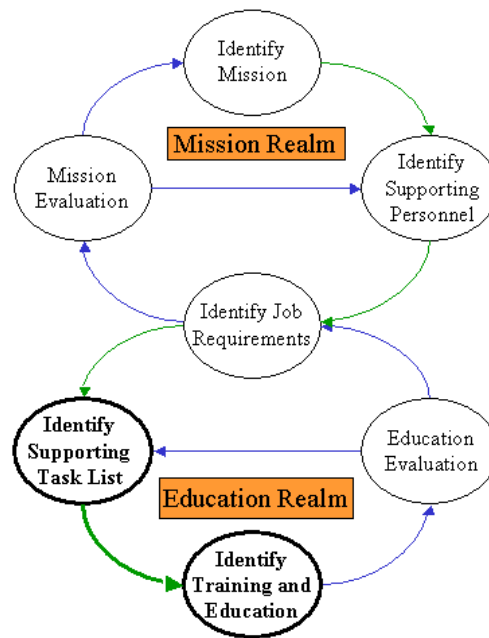 Identify
Mission
Mission Realm
Mission
Evaluation
Identify
Supporting
Personnel
Identify Job
Requirements
Identify
Supporting
Task List
Education
Evaluation
Education Realm
Identify
Training and
Education